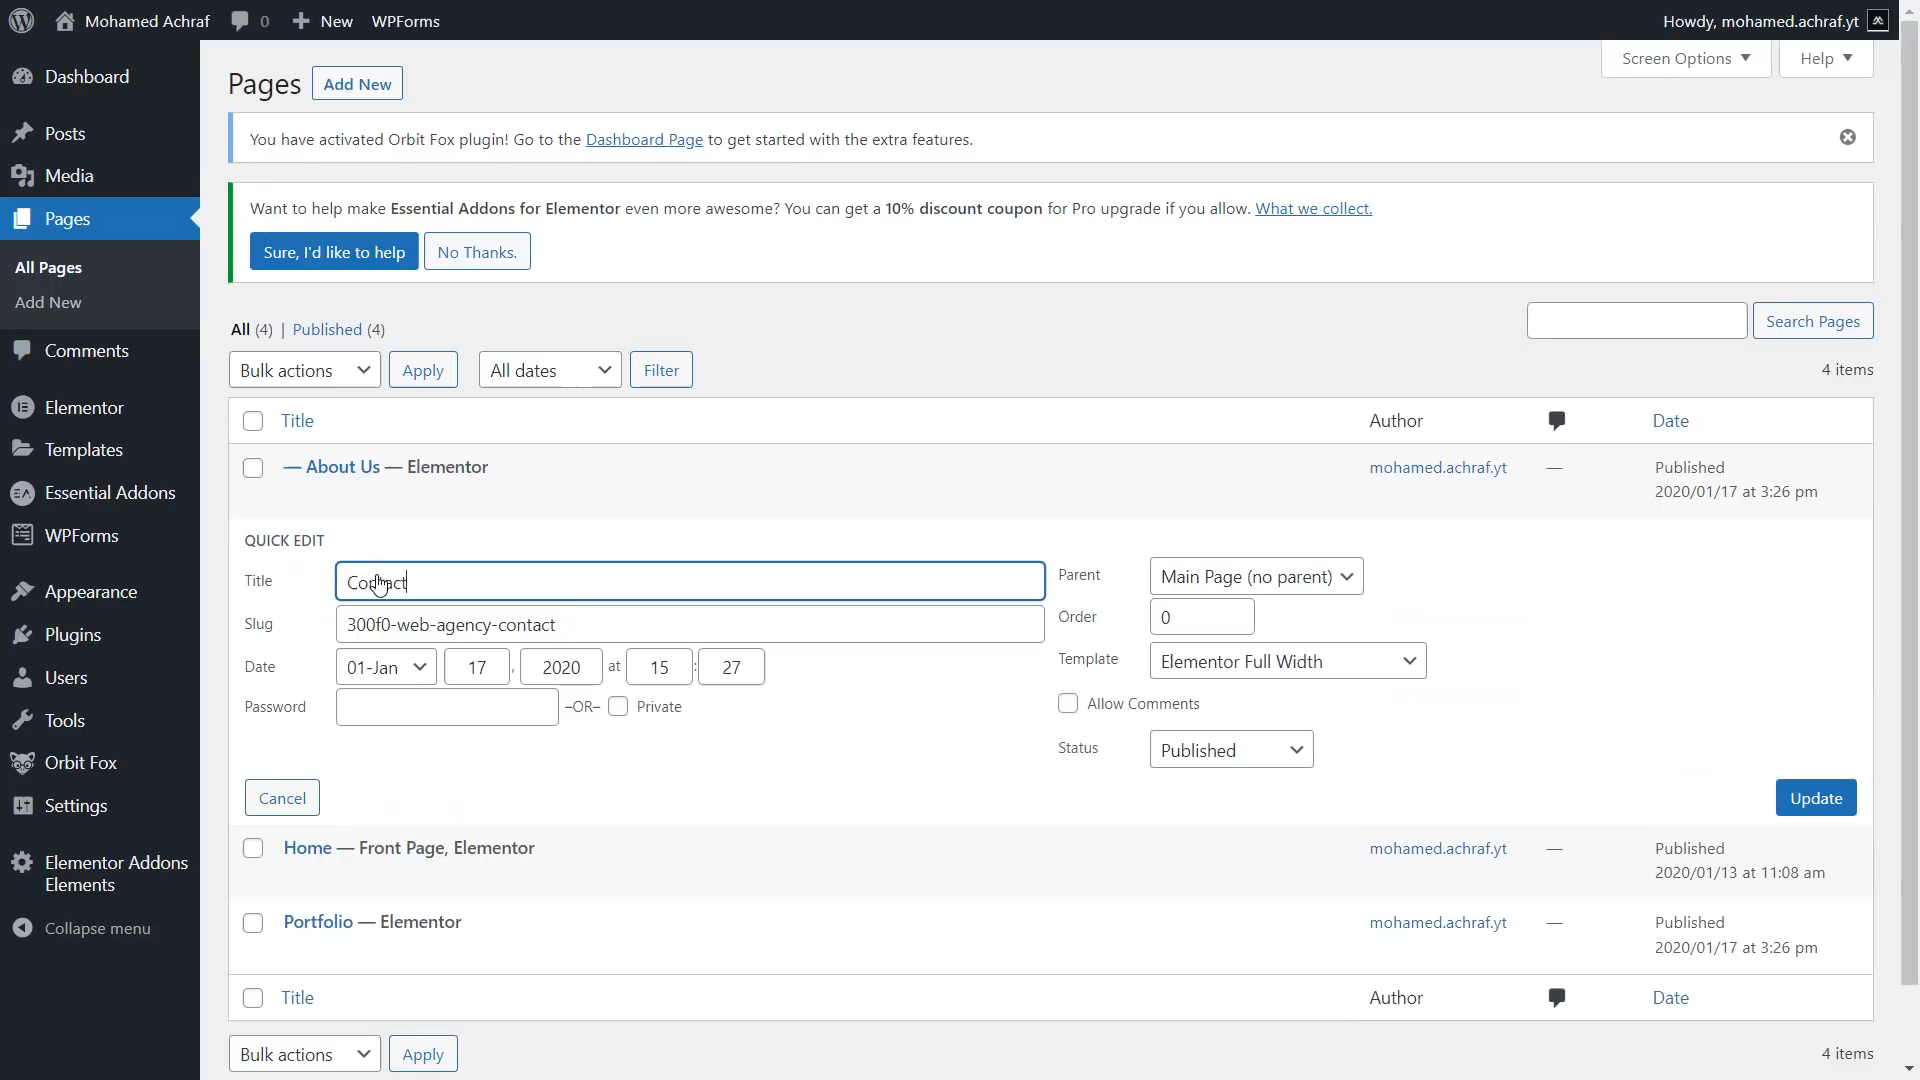 Mohamed Achraf 0 New WPForms Howdy, mohamed.achraf.yt
Screen Options Help
Dashboard
Posts
Media
Pages
All Pages
Add New
Comments
Elementor
Templates
Essential Addons
WPForms
Appearance
Plugins
Users
Tools
Orbit Fox
Settings
Elementor Addons
Elements
Collapse menu
Pages Add New
You have activated Orbit Fox plugin! Go to the Dashboard Page to get started with the extra features.
Want to help make Essential Addons for Elementor even more awesome? You can get a 10% discount coupon for Pro upgrade if you allow. What we collect.
Sure, I'd like to help No Thanks.
All (4) | Published (4)
Search Pages
Bulk actions Apply All dates Filter 4 items
Title Author Date
— About Us — Elementor mohamed.achraf.yt — Published
2020/01/17 at 3:26 pm
QUICK EDIT
Title Contact
Slug 300f0-web-agency-contact
Date 01-Jan 17 , 2020 at 15 : 27
Password –OR– Private
Parent Main Page (no parent)
Order 0
Template Elementor Full Width
Allow Comments
Status Published
Cancel Update
Home — Front Page, Elementor mohamed.achraf.yt — Published
2020/01/13 at 11:08 am
Portfolio — Elementor mohamed.achraf.yt — Published
2020/01/17 at 3:26 pm
Title Author Date
Bulk actions Apply 4 items